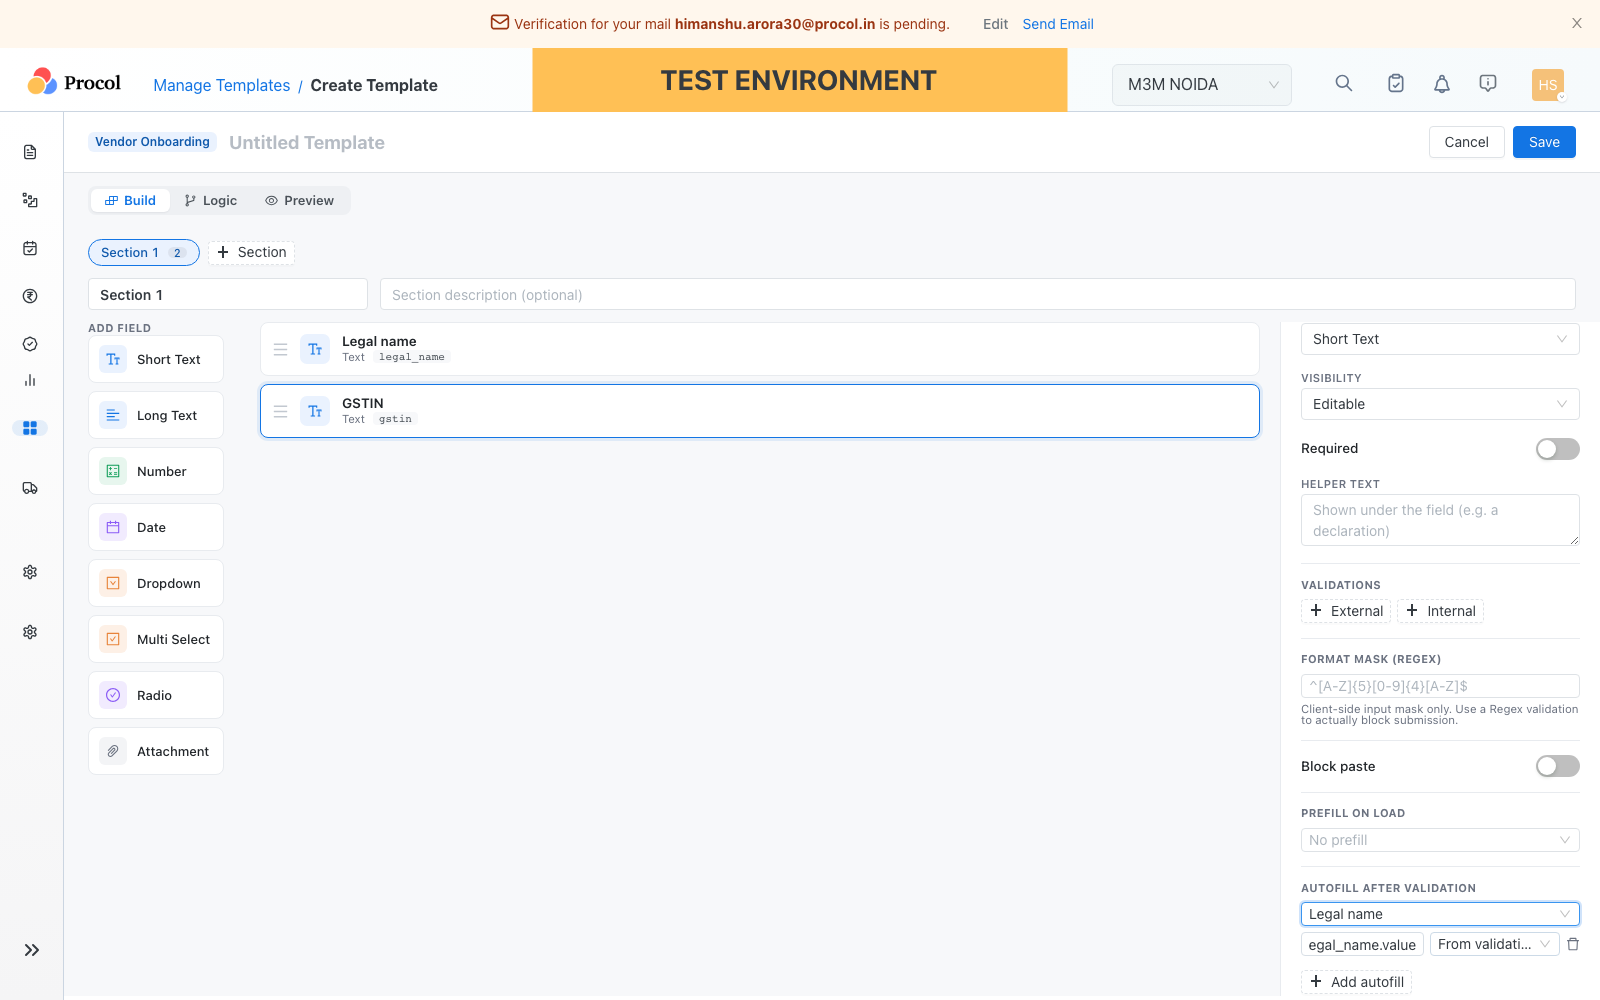 Verification for your mail himanshu.arora30@procol.in is pending. Edit Send Email
Procol
Manage Templates / Create Template
TEST ENVIRONMENT
M3M NOIDA
HS
Vendor Onboarding
Untitled Template
Cancel
Save
Build
Logic
Preview
Section 1 2
+ Section
Section 1
Section description (optional)
ADD FIELD
Short Text
Long Text
Number
Date
Dropdown
Multi Select
Radio
Attachment
Legal name
Text legal_name
GSTIN
Text gstin
Short Text
VISIBILITY
Editable
Required
HELPER TEXT
Shown under the field (e.g. a
declaration)
VALIDATIONS
+ External + Internal
FORMAT MASK (REGEX)
^[A-Z]{5}[0-9]{4}[A-Z]$
Client-side input mask only. Use a Regex validation
to actually block submission.
Block paste
PREFILL ON LOAD
No prefill
AUTOFILL AFTER VALIDATION
Legal name
egal_name.value From validati...
+ Add autofill